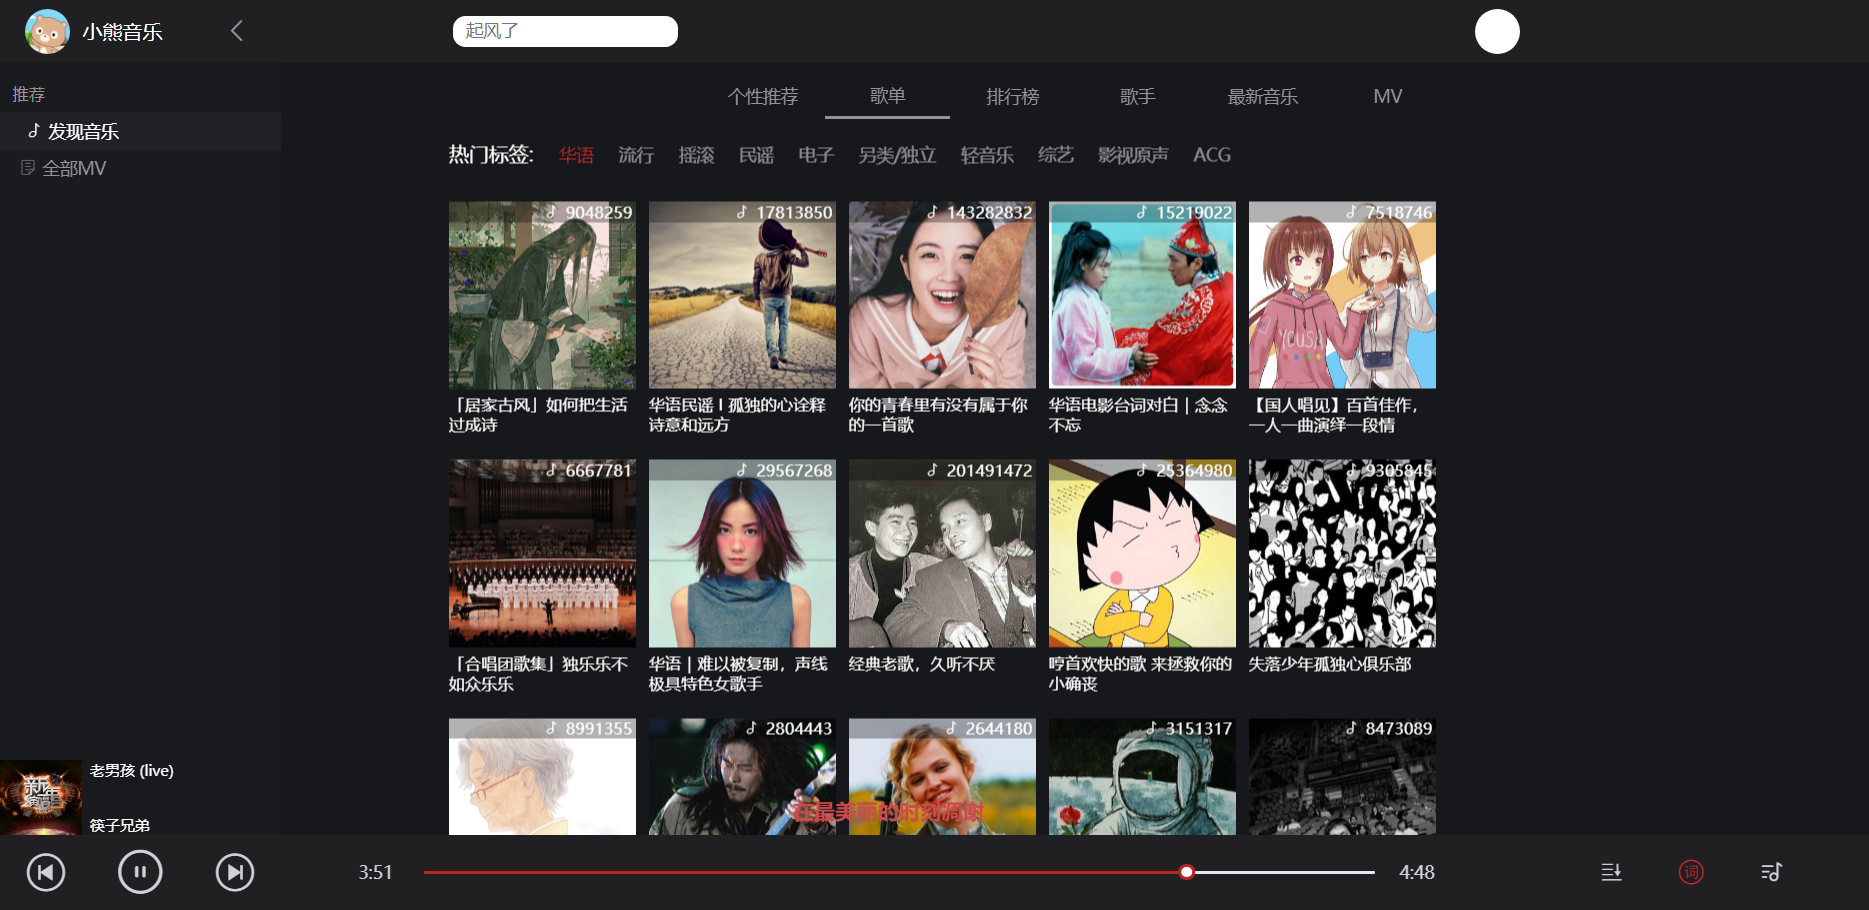 小熊音乐
起风了
推荐
发现音乐
全部MV
个性推荐 歌单 排行榜 歌手 最新音乐 MV
热门标签: 华语 流行 摇滚 民谣 电子 另类/独立 轻音乐 综艺 影视原声 ACG
9048259 17813850 143282832 15219022 7518746
YOUSA
「居家古风」如何把生活
过成诗
华语民谣 I 孤独的心诠释
诗意和远方
你的青春里有没有属于你
的一首歌
华语电影台词对白 | 念念
不忘
【国人唱见】百首佳作，
一人一曲演绎一段情
6667781 29567268 201491472 25364980 9305845
「合唱团歌集」独乐乐不
如众乐乐
华语 | 难以被复制，声线
极具特色女歌手
经典老歌，久听不厌
哼首欢快的歌 来拯救你的
小确丧
失落少年孤独心俱乐部
8991355 2804443 2644180 3151317 8473089
在最美丽的时刻凋谢
老男孩 (live)
筷子兄弟
3:51
4:48
词